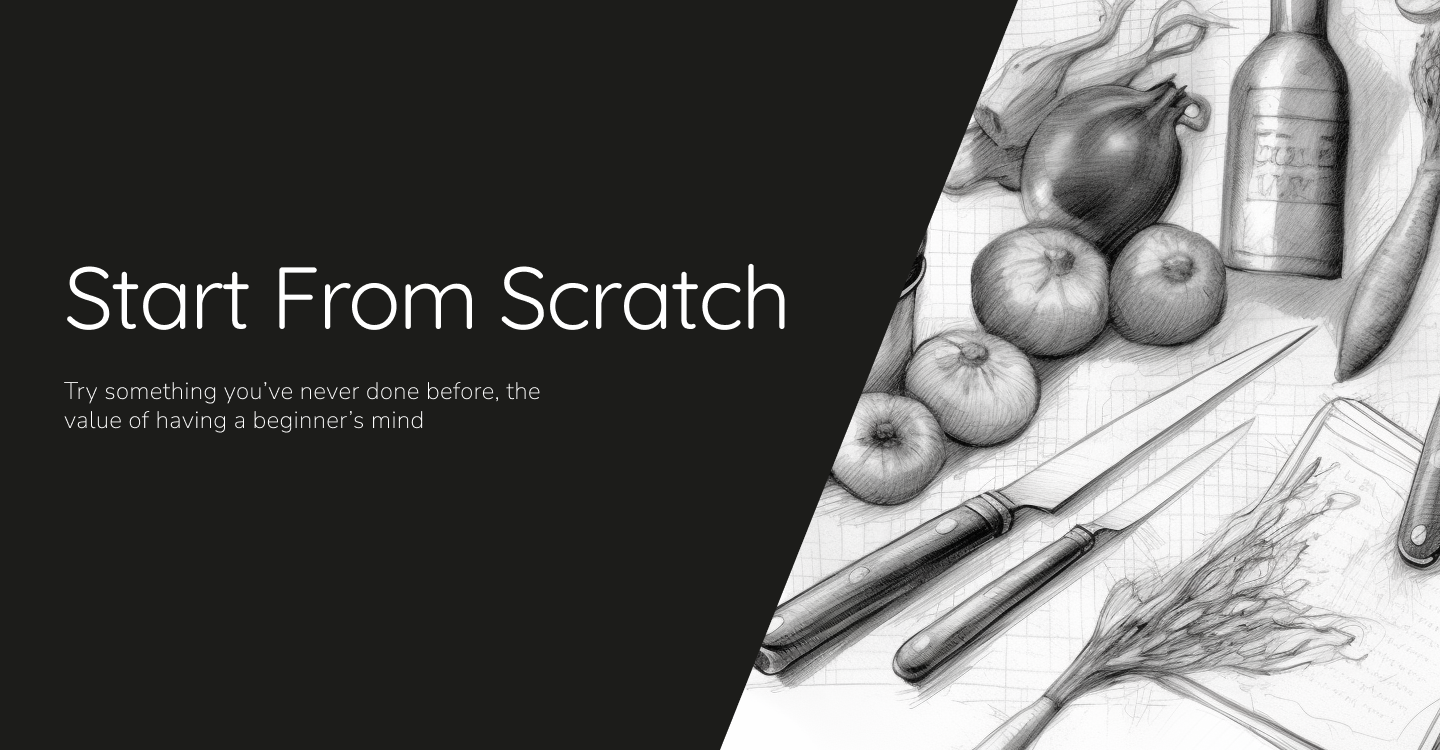 Start From Scratch
Try something you’ve never done before, the
value of having a beginner’s mind